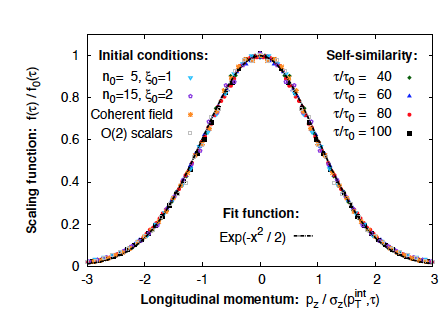 Initial conditions:
n₀= 5, ξ₀=1
n₀=15, ξ₀=2
Coherent field
O(2) scalars
Self-similarity:
τ/τ₀ = 40
τ/τ₀ = 60
τ/τ₀ = 80
τ/τ₀ = 100
Fit function:
Exp(-x² / 2)
Scaling function: f(τ) / f₀(τ)
1
0.8
0.6
0.4
0.2
0
-3
-2
-1
0
1
2
3
Longitudinal momentum: p_z / σ_z(p_T^int,τ)